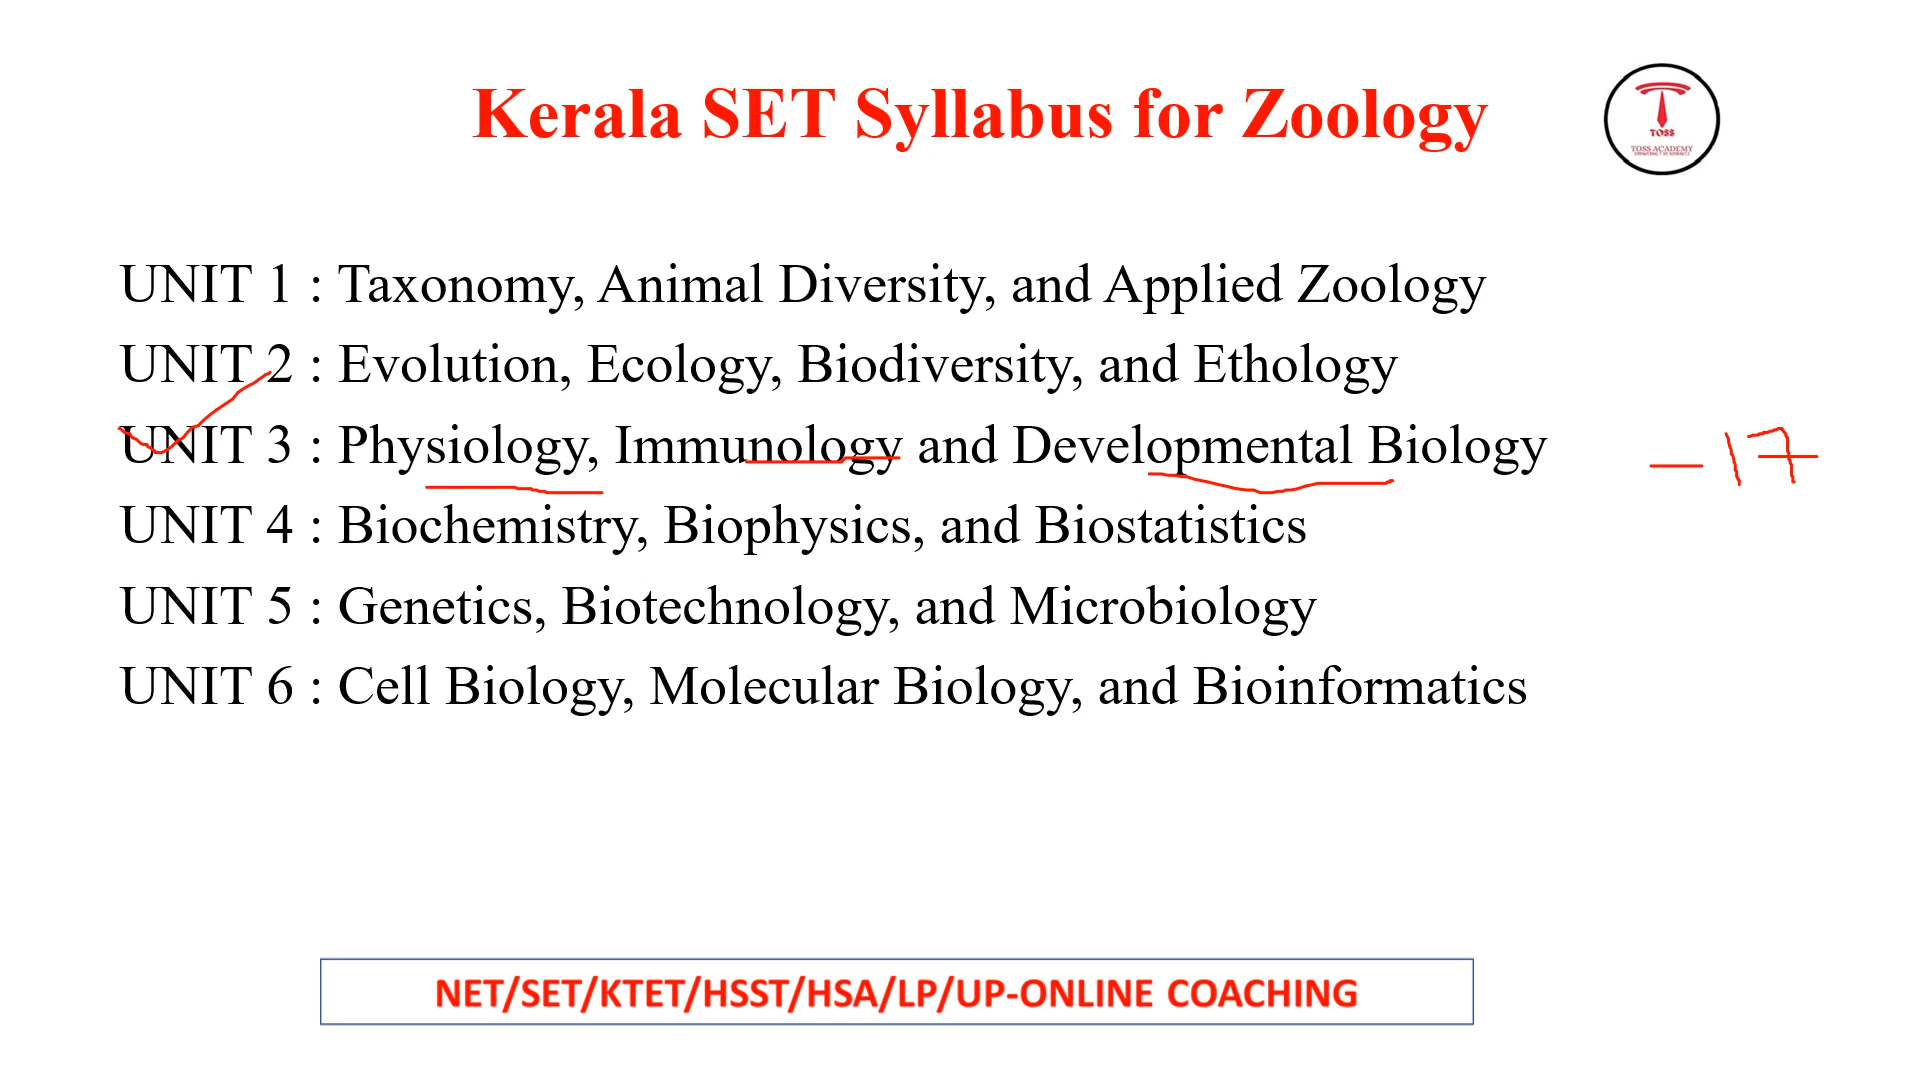 Kerala SET Syllabus for Zoology
TOSS
TOSS ACADEMY
UNIT 1 : Taxonomy, Animal Diversity, and Applied Zoology
UNIT 2 : Evolution, Ecology, Biodiversity, and Ethology
UNIT 3 : Physiology, Immunology and Developmental Biology - 17
UNIT 4 : Biochemistry, Biophysics, and Biostatistics
UNIT 5 : Genetics, Biotechnology, and Microbiology
UNIT 6 : Cell Biology, Molecular Biology, and Bioinformatics
NET/SET/KTET/HSST/HSA/LP/UP-ONLINE COACHING